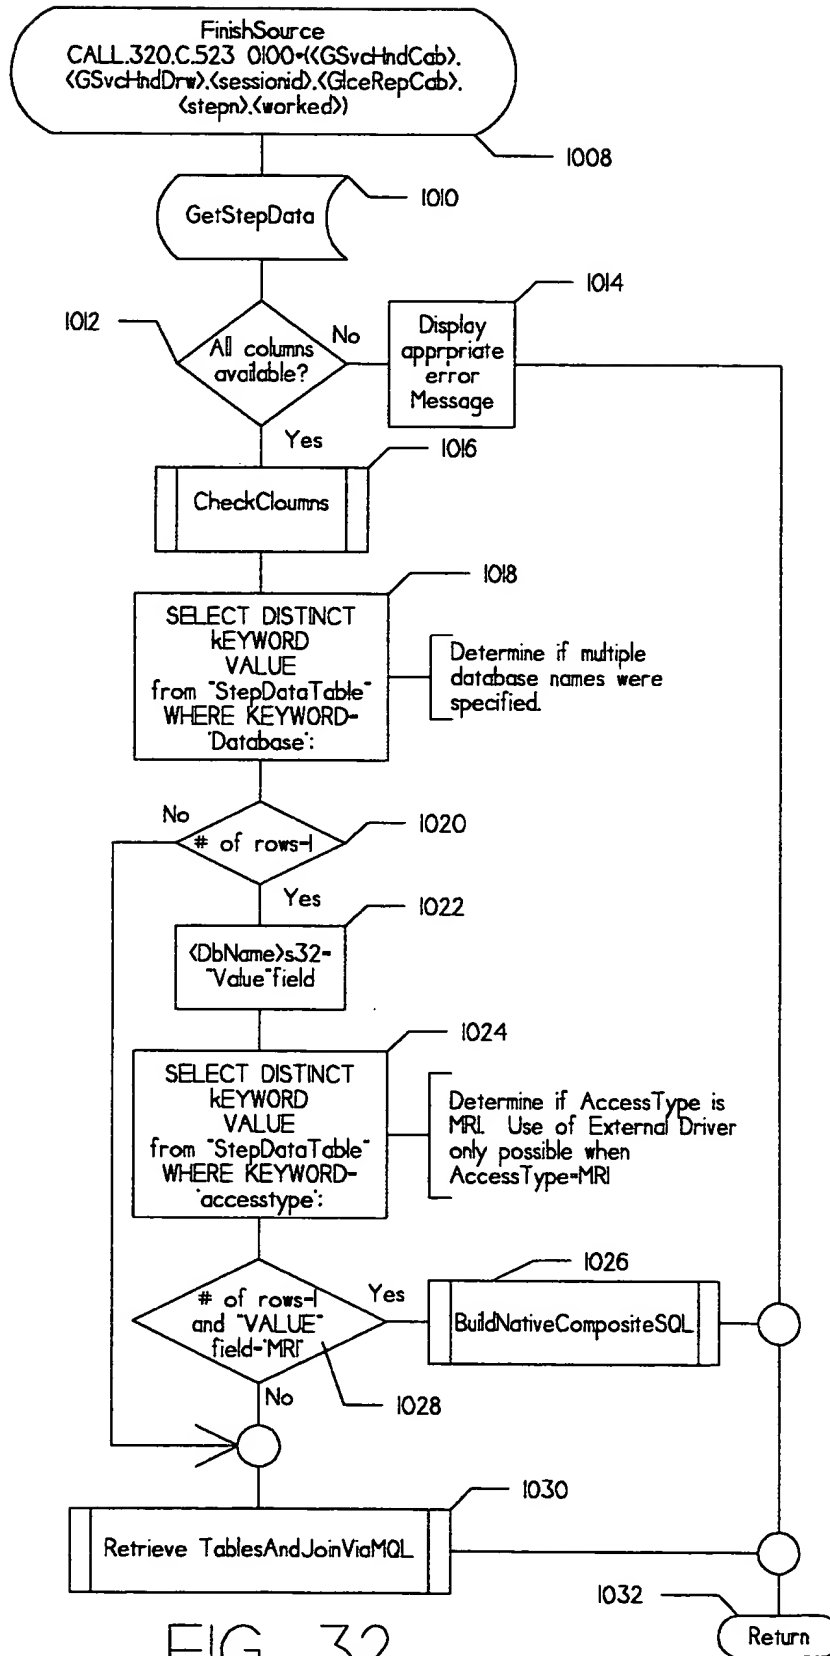 FinishSource
CALL.320.C.523 0100-(<GSvcHndCab>.
<GSvcHndDrw>.<sessionid>.<GlceRepCab>.
<stepn>.<worked>)
1008
GetStepData
1010
1012
All columns
available?
No
1014
Display
apprpriate
error
Message
Yes
1016
CheckCloumns
1018
SELECT DISTINCT
kEYWORD
VALUE
from "StepDataTable"
WHERE KEYWORD-
'Database':
Determine if multiple
database names were
specified.
No
# of rows-1
1020
Yes
1022
<DbName>s32-
"Value"field
1024
SELECT DISTINCT
kEYWORD
VALUE
from "StepDataTable"
WHERE KEYWORD-
'accesstype':
Determine if AccessType is
MRI. Use of External Driver
only possible when
AccessType=MRI
# of rows-1
and "VALUE"
field-"MRI"
Yes
1026
BuildNativeCompositeSQL
1028
No
1030
Retrieve TablesAndJoinViaMQL
1032
Return
FIG. 32